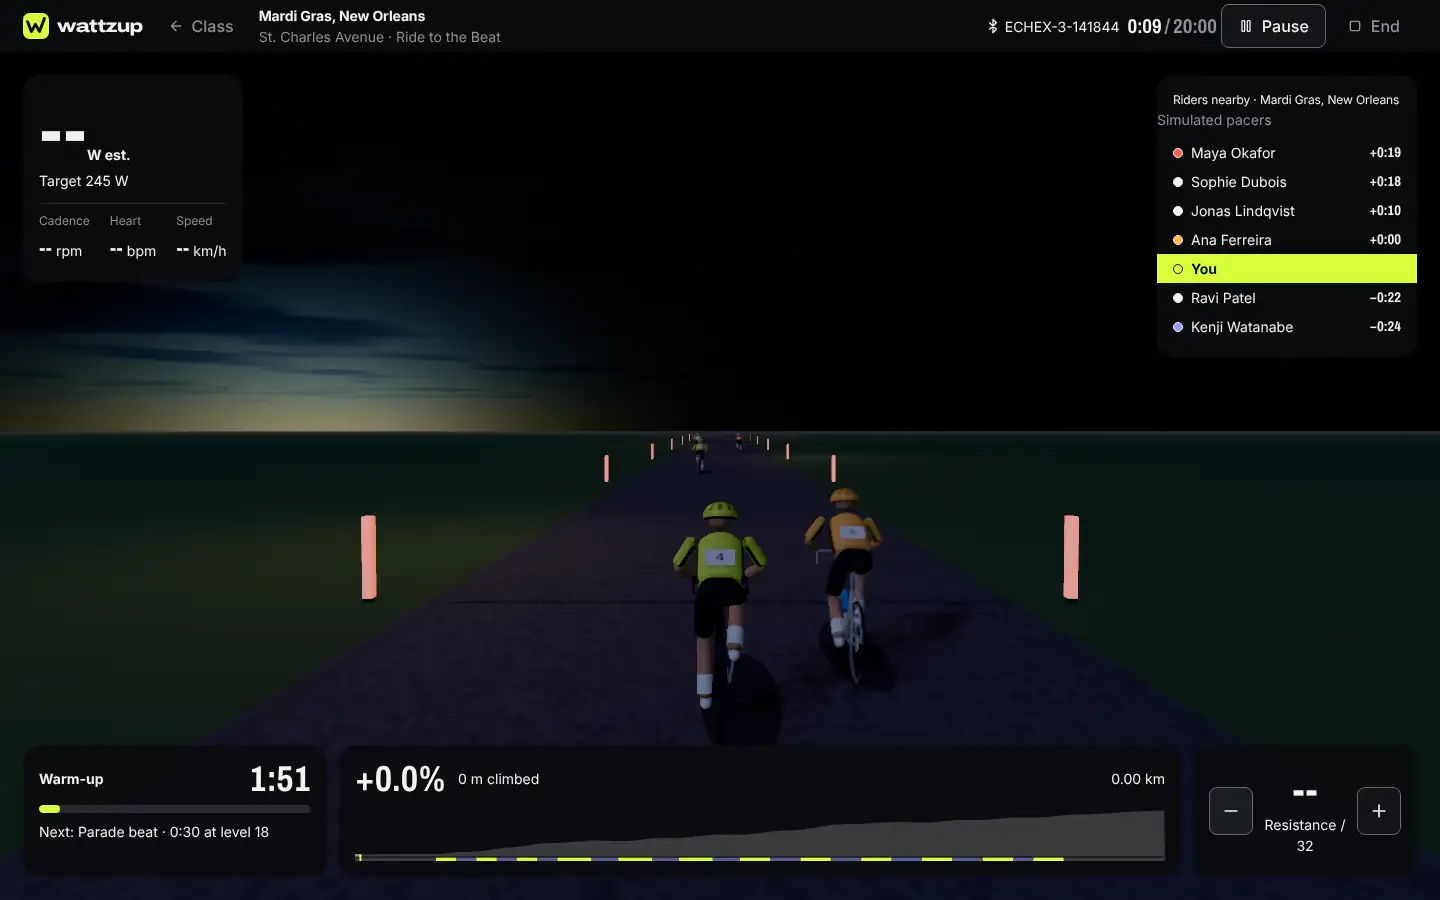 wattzup
Class
Mardi Gras, New Orleans
St. Charles Avenue · Ride to the Beat
ECHEX-3-141844
0:09 / 20:00
Pause
End
--
W est.
Target 245 W
Cadence Heart Speed
-- rpm -- bpm -- km/h
Riders nearby · Mardi Gras, New Orleans
Simulated pacers
Maya Okafor +0:19
Sophie Dubois +0:18
Jonas Lindqvist +0:10
Ana Ferreira +0:00
You
Ravi Patel −0:22
Kenji Watanabe −0:24
4
Warm-up 1:51
Next: Parade beat · 0:30 at level 18
+0.0% 0 m climbed 0.00 km
--
Resistance /
32